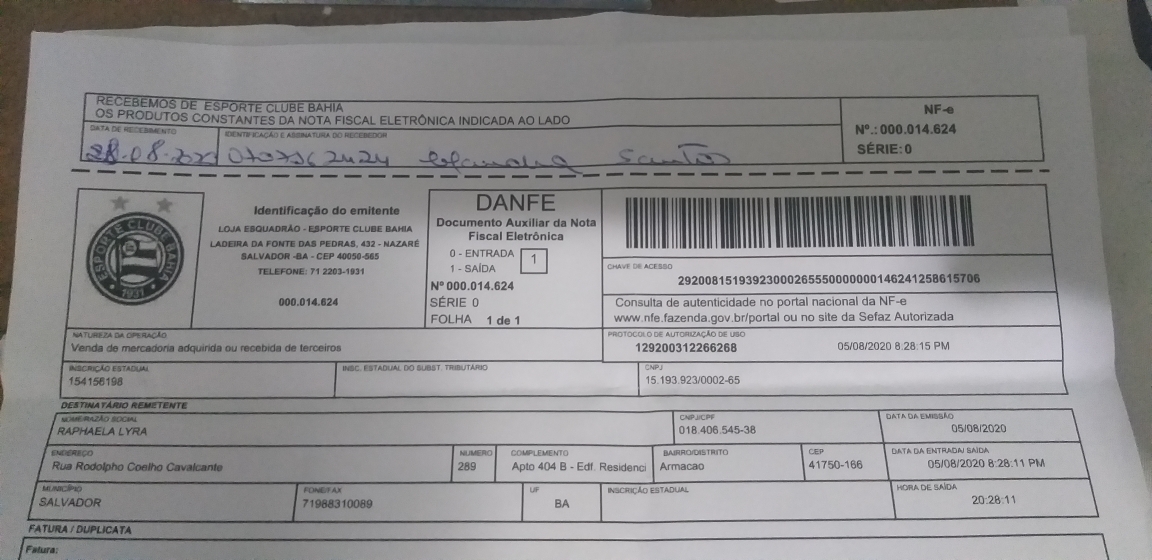 RECEBEMOS DE ESPORTE CLUBE BAHIA
OS PRODUTOS CONSTANTES DA NOTA FISCAL ELETRÔNICA INDICADA AO LADO
NF-e
Nº.: 000.014.624
SÉRIE: 0
DATA DE RECEBIMENTO
IDENTIFICAÇÃO E ASSINATURA DO RECEBEDOR
28.08.2020 Santos
ESPORTE CLUBE BAHIA
1931
Identificação do emitente
LOJA ESQUADRÃO - ESPORTE CLUBE BAHIA
LADEIRA DA FONTE DAS PEDRAS, 432 - NAZARÉ
SALVADOR -BA - CEP 40050-565
TELEFONE: 71 2203-1931
000.014.624
DANFE
Documento Auxiliar da Nota
Fiscal Eletrônica
0 - ENTRADA
1 - SAÍDA
1
Nº 000.014.624
SÉRIE 0
FOLHA 1 de 1
CHAVE DE ACESSO
29200815193923000265550000000146241258615706
Consulta de autenticidade no portal nacional da NF-e
www.nfe.fazenda.gov.br/portal ou no site da Sefaz Autorizada
NATUREZA DA OPERAÇÃO
Venda de mercadoria adquirida ou recebida de terceiros
PROTOCOLO DE AUTORIZAÇÃO DE USO
129200312266268 05/08/2020 8:28:15 PM
INSCRIÇÃO ESTADUAL
154156198
INSC. ESTADUAL DO SUBST. TRIBUTÁRIO
CNPJ
15.193.923/0002-65
DESTINATÁRIO REMETENTE
NOME/RAZÃO SOCIAL
RAPHAELA LYRA
CNPJ/CPF
018.406.545-38
DATA DA EMISSÃO
05/08/2020
ENDEREÇO
Rua Rodolpho Coelho Cavalcante
NUMERO
289
COMPLEMENTO
Apto 404 B - Edf. Residenci
BAIRRO/DISTRITO
Armacao
CEP
41750-166
DATA DA ENTRADA/ SAÍDA
05/08/2020 8:28:11 PM
MUNICÍPIO
SALVADOR
FONE/FAX
71988310089
UF
BA
INSCRIÇÃO ESTADUAL
HORA DE SAÍDA
20:28:11
FATURA / DUPLICATA
Fatura: